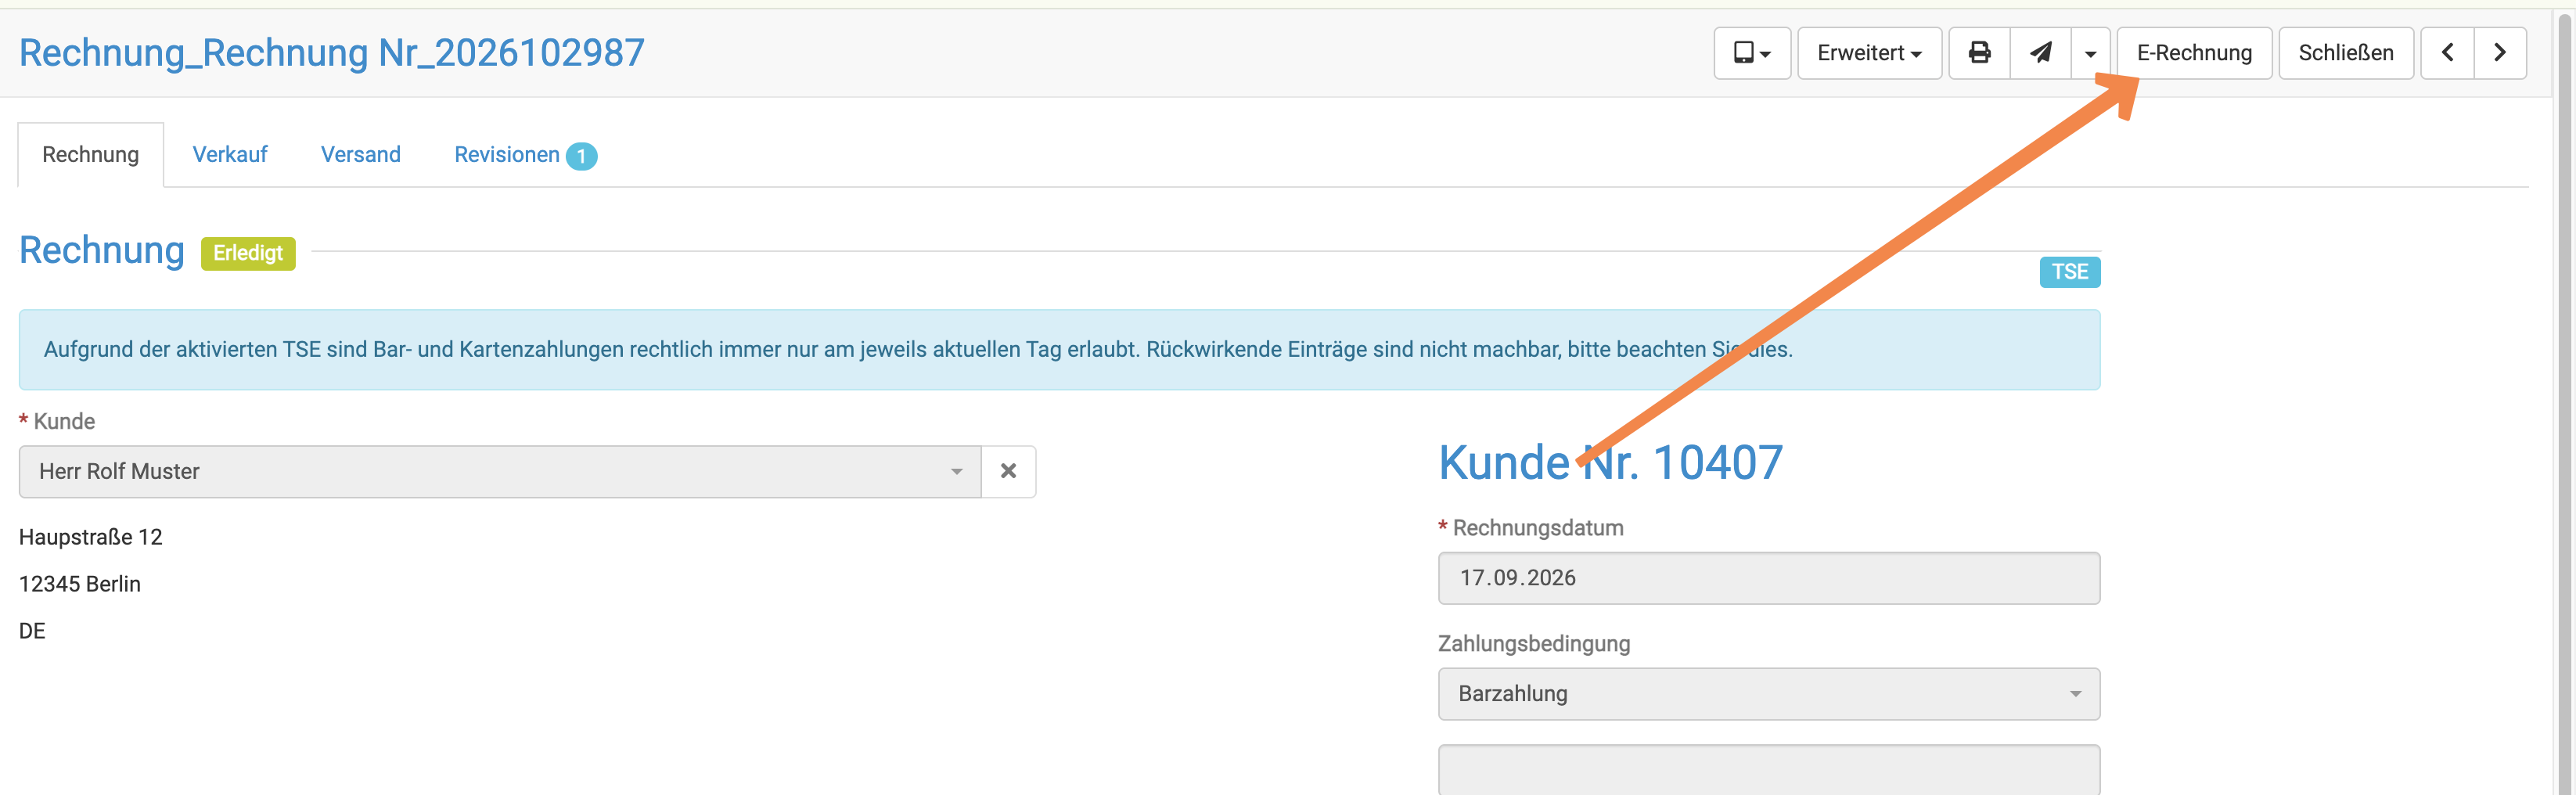 Rechnung_Rechnung Nr_2026102987
Erweitert
E-Rechnung
Schließen
Rechnung
Verkauf
Versand
Revisionen 1
Rechnung Erledigt
TSE
Aufgrund der aktivierten TSE sind Bar- und Kartenzahlungen rechtlich immer nur am jeweils aktuellen Tag erlaubt. Rückwirkende Einträge sind nicht machbar, bitte beachten Sie dies.
* Kunde
Herr Rolf Muster
Haupstraße 12
12345 Berlin
DE
Kunde Nr. 10407
* Rechnungsdatum
17.09.2026
Zahlungsbedingung
Barzahlung